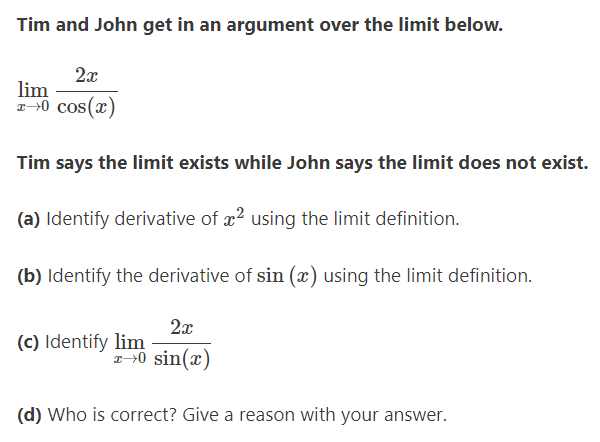 Tim and John get in an argument over the limit below.
lim x→0 2x / cos(x)
Tim says the limit exists while John says the limit does not exist.
(a) Identify derivative of x² using the limit definition.
(b) Identify the derivative of sin (x) using the limit definition.
(c) Identify lim x→0 2x / sin(x)
(d) Who is correct? Give a reason with your answer.